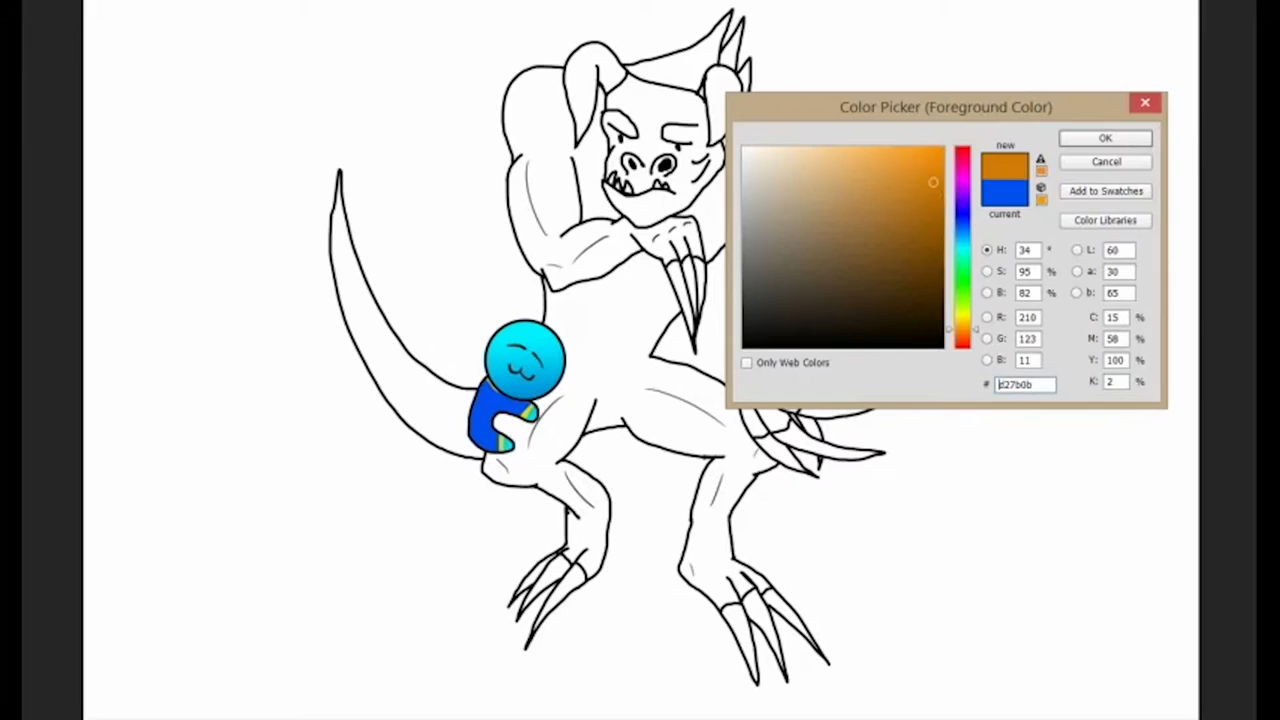 Color Picker (Foreground Color)
new
current
OK
Cancel
Add to Swatches
Color Libraries
H: 34 °
S: 95 %
B: 82 %
R: 210
G: 123
B: 11
# d27b0b
L: 60
a: 30
b: 65
C: 15 %
M: 58 %
Y: 100 %
K: 2 %
Only Web Colors